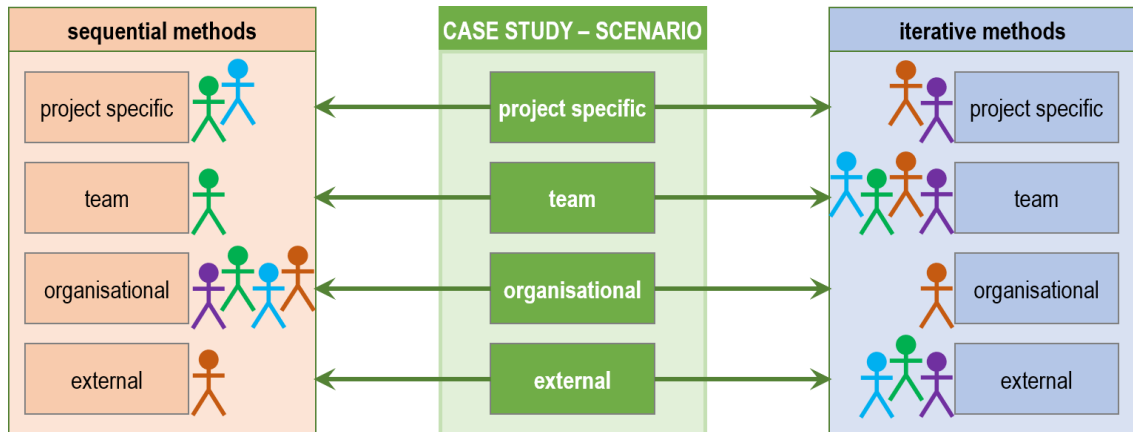 sequential methods
project specific
team
organisational
external
CASE STUDY – SCENARIO
project specific
team
organisational
external
iterative methods
project specific
team
organisational
external